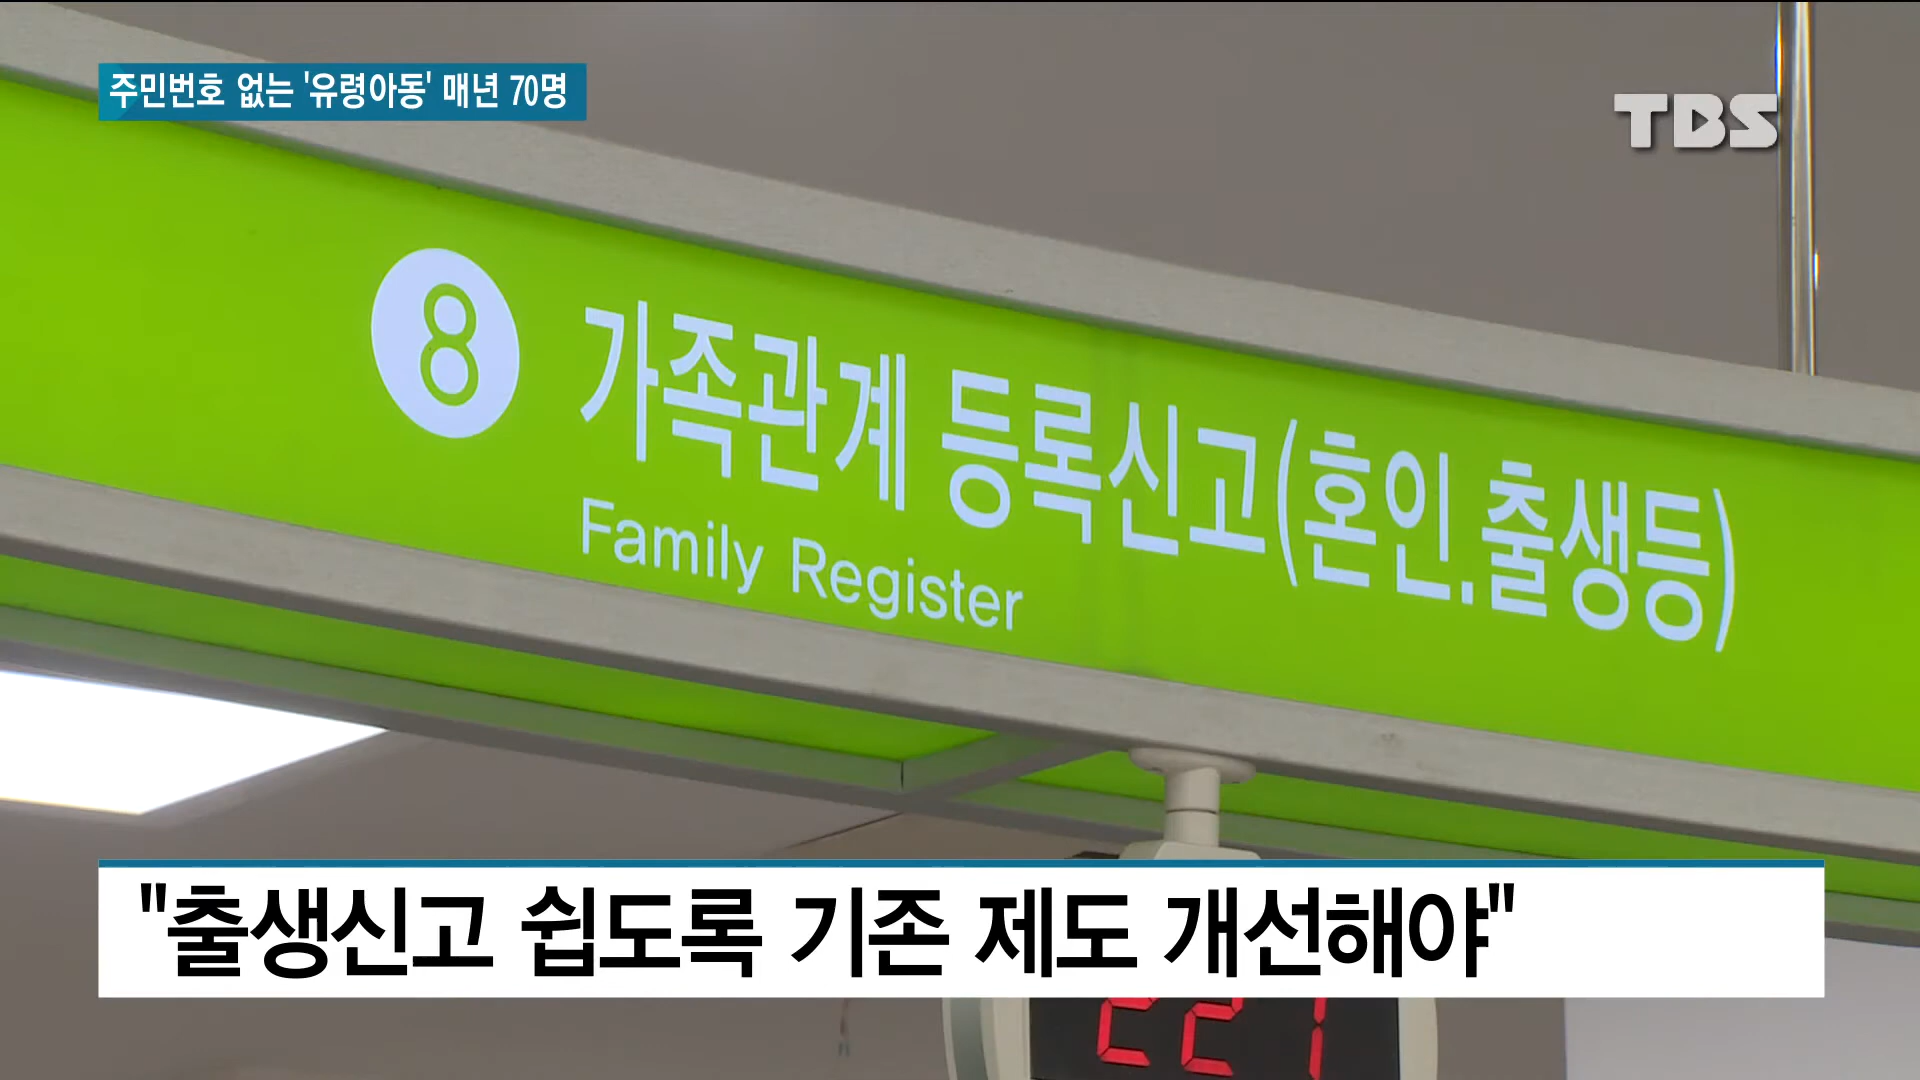 주민번호 없는 '유령아동' 매년 70명
TBS
8 가족관계 등록신고(혼인.출생등)
Family Register
"출생신고 쉽도록 기존 제도 개선해야"
221